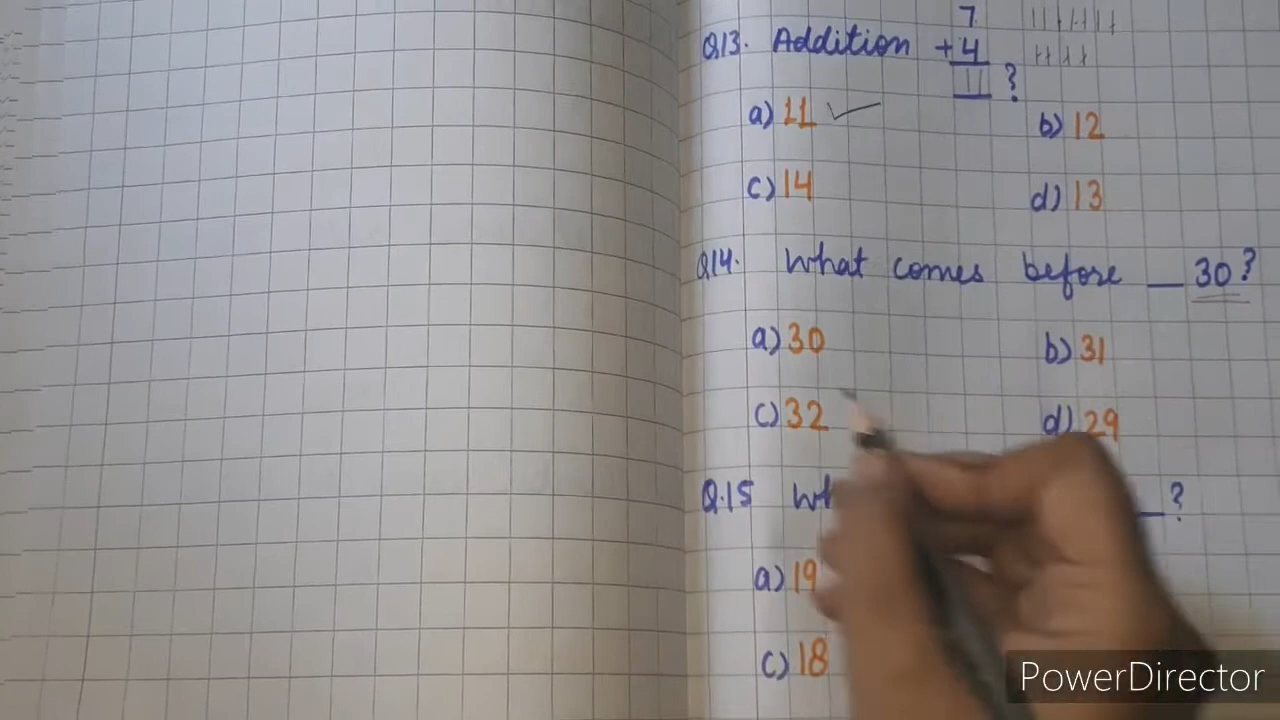 7
Q13. Addition +4
11 ?
a) 11 b) 12
c) 14 d) 13
Q14. What comes before __ 30?
a) 30 b) 31
c) 32 d) 29
Q.15 __?
a) 19
c) 18
PowerDirector